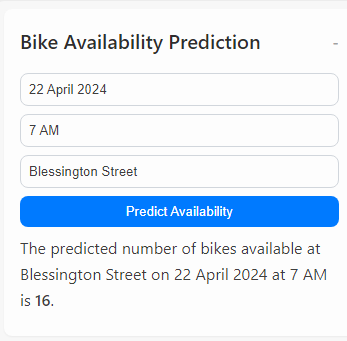 Bike Availability Prediction -
22 April 2024
7 AM
Blessington Street
Predict Availability
The predicted number of bikes available at
Blessington Street on 22 April 2024 at 7 AM
is 16.